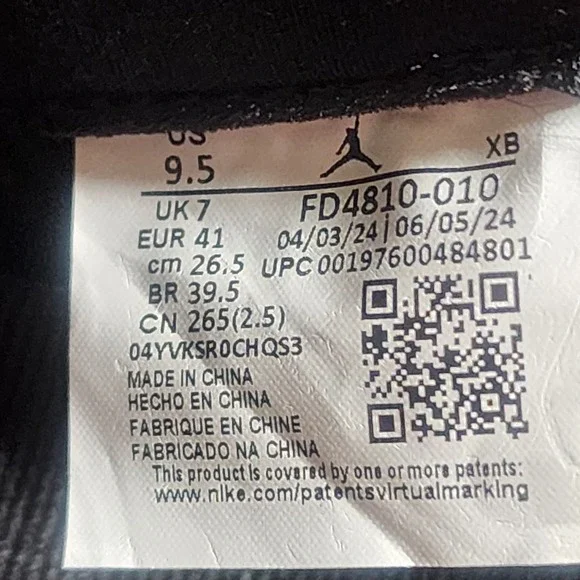 US
9.5
XB
UK 7
FD4810-010
EUR 41
04/03/24 | 06/05/24
cm 26.5
UPC 00197600484801
BR 39.5
CN 265(2.5)
04YVKSR0CHQS3
MADE IN CHINA
HECHO EN CHINA
FABRIQUE EN CHINE
FABRICADO NA CHINA
This product is covered by one or more patents:
www.nike.com/patentsvirtualmarking